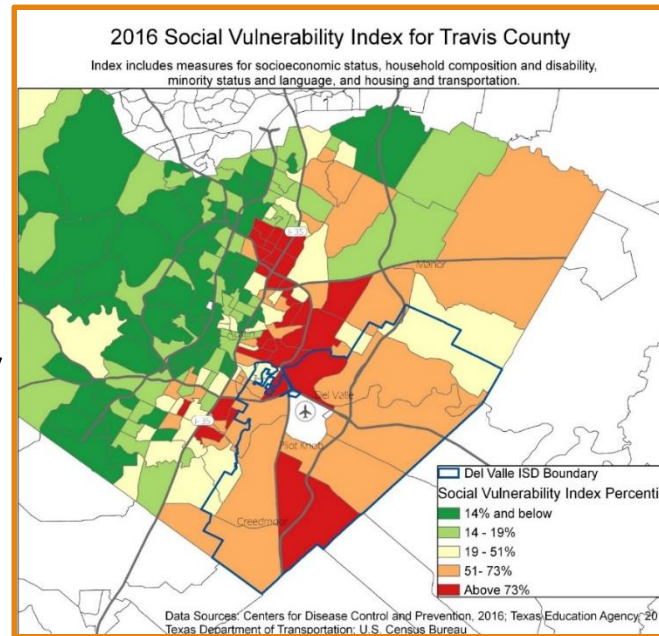 2016 Social Vulnerability Index for Travis County
Index includes measures for socioeconomic status, household composition and disability,
minority status and language, and housing and transportation.
I-35
Manor
Del Valle
I-35
Pilot Knob
Creedmoor
Del Valle ISD Boundary
Social Vulnerability Index Percenti
14% and below
14 - 19%
19 - 51%
51- 73%
Above 73%
Data Sources: Centers for Disease Control and Prevention, 2016; Texas Education Agency, 20
Texas Department of Transportation; U.S. Census Bureau